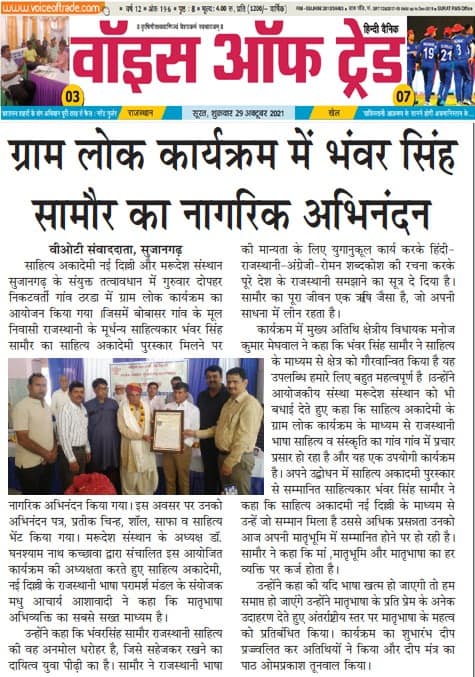 www.voiceoftrade.com
वर्ष 12 • अंक 196 • पृष्ठ : 8 • मूल्य: 4.00 रु. प्रति (1200/- वार्षिक)
हिन्दी दैनिक
वॉइस ऑफ ट्रेड
03
07
राजस्थान
सूरत, शुक्रवार 29 अक्टूबर 2021
खेल
ग्राम लोक कार्यक्रम में भंवर सिंह
सामौर का नागरिक अभिनंदन
वीओटी संवाददाता, सुजानगढ़
साहित्य अकादेमी नई दिल्ली और मरूदेश संस्थान
सुजानगढ़ के संयुक्त तत्वावधान में गुरुवार दोपहर
निकटवर्ती गांव ठरडा में ग्राम लोक कार्यक्रम का
आयोजन किया गया ।जिसमें बोबासर गांव के मूल
निवासी राजस्थानी के मूर्धन्य साहित्यकार भंवर सिंह
सामौर का साहित्य अकादेमी पुरस्कार मिलने पर
नागरिक अभिनंदन किया गया। इस अवसर पर उनको
अभिनंदन पत्र, प्रतीक चिन्ह, शॉल, साफा व साहित्य
भेंट किया गया। मरूदेश संस्थान के अध्यक्ष डॉ.
घनश्याम नाथ कच्छावा द्वारा संचालित इस आयोजित
कार्यक्रम की अध्यक्षता करते हुए साहित्य अकादेमी,
नई दिल्ली के राजस्थानी भाषा परामर्श मंडल के संयोजक
मधु आचार्य आशावादी ने कहा कि मातृभाषा
अभिव्यक्ति का सबसे सख्त माध्यम है।
उन्होंने कहा की भंवरसिंह सामौर राजस्थानी साहित्य
की वह अनमोल धरोहर है, जिसे सहेजकर रखने का
दायित्व युवा पीढ़ी का है। सामौर ने राजस्थानी भाषा
को मान्यता के लिए युगानुकूल कार्य करके हिंदी-
राजस्थानी-अंग्रेजी-रोमन शब्दकोश की रचना करके
पूरे देश के राजस्थानी समझाने का सूत्र दे दिया है।
सामौर का पूरा जीवन एक ऋषि जैसा है, जो अपनी
साधना में लीन रहता है।
कार्यक्रम में मुख्य अतिथि क्षेत्रीय विधायक मनोज
कुमार मेघवाल ने कहा कि भंवर सिंह सामौर ने साहित्य
के माध्यम से क्षेत्र को गौरवान्वित किया है यह
उपलब्धि हमारे लिए बहुत महत्वपूर्ण है ।उन्होंने
आयोजकीय संस्था मरूदेश संस्थान को भी
बधाई देते हुए कहा कि साहित्य अकादेमी के
ग्राम लोक कार्यक्रम के माध्यम से राजस्थानी
भाषा साहित्य व संस्कृति का गांव गांव में प्रचार
प्रसार हो रहा है और यह एक उपयोगी कार्यक्रम
है। अपने उद्बोधन में साहित्य अकादमी पुरस्कार
से सम्मानित साहित्यकार भंवर सिंह सामौर ने
कहा कि साहित्य अकादमी दिल्ली के माध्यम से
उन्हें जो सम्मान मिला है उससे अधिक प्रसन्नता उनको
आज अपनी मातृभूमि में सम्मानित होने पर हो रही है।
सामौर ने कहा कि मां ,मातृभूमि और मातृभाषा का हर
व्यक्ति पर कर्ज होता है।
उन्होंने कहा की यदि भाषा खत्म हो जाएगी तो हम
समाप्त हो जाएंगे उन्होंने मातृभाषा के प्रति प्रेम के अनेक
उदाहरण देते हुए अंतर्राष्ट्रीय स्तर पर मातृभाषा के महत्व
को प्रतिबंधित किया। कार्यक्रम का शुभारंभ दीप
प्रज्वलित कर अतिथियों ने किया और दीप मंत्र का
पाठ ओमप्रकाश तूनवाल किया।